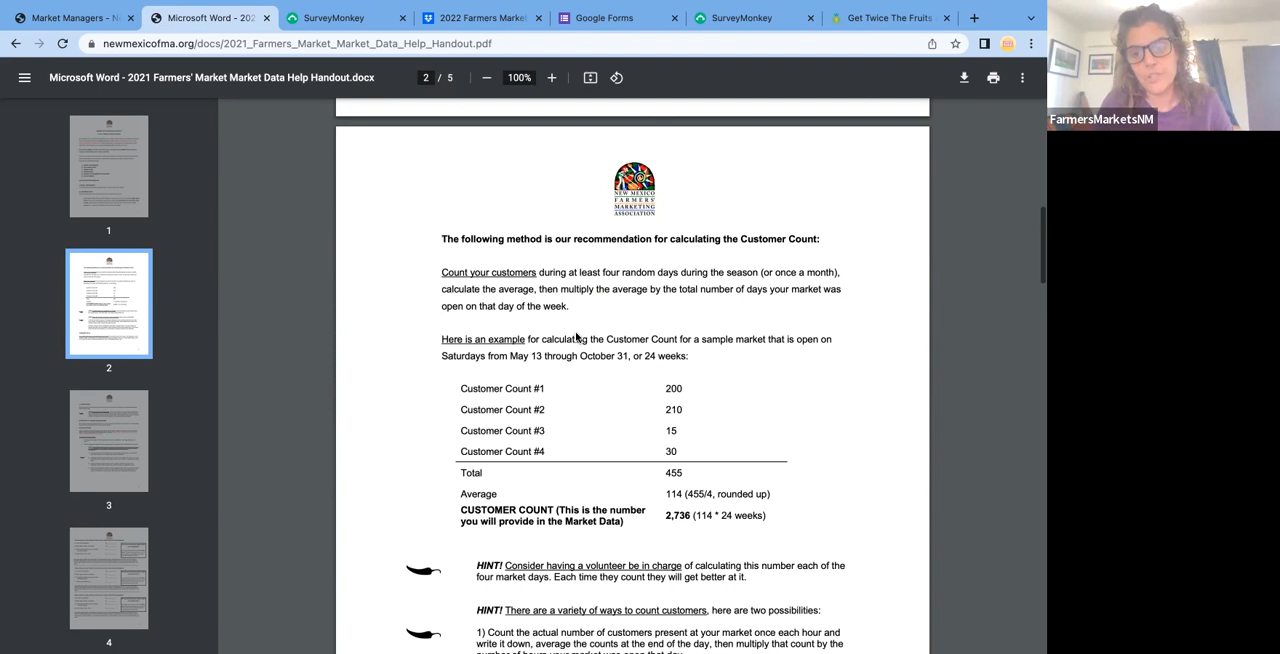 Market Managers - N
Microsoft Word - 202
SurveyMonkey
2022 Farmers Market
Google Forms
SurveyMonkey
Get Twice The Fruits
newmexicofma.org/docs/2021_Farmers_Market_Market_Data_Help_Handout.pdf
Microsoft Word - 2021 Farmers' Market Market Data Help Handout.docx
2 / 5
100%
FarmersMarketsNM
1
2
3
4
NEW MEXICO
FARMERS'
MARKETING
ASSOCIATION
The following method is our recommendation for calculating the Customer Count:
Count your customers during at least four random days during the season (or once a month),
calculate the average, then multiply the average by the total number of days your market was
open on that day of the week.
Here is an example for calculating the Customer Count for a sample market that is open on
Saturdays from May 13 through October 31, or 24 weeks:
Customer Count #1 200
Customer Count #2 210
Customer Count #3 15
Customer Count #4 30
Total 455
Average 114 (455/4, rounded up)
CUSTOMER COUNT (This is the number
you will provide in the Market Data) 2,736 (114 * 24 weeks)
HINT! Consider having a volunteer be in charge of calculating this number each of the
four market days. Each time they count they will get better at it.
HINT! There are a variety of ways to count customers, here are two possibilities:
1) Count the actual number of customers present at your market once each hour and
write it down, average the counts at the end of the day, then multiply that count by the
number of hours your market was open that day.